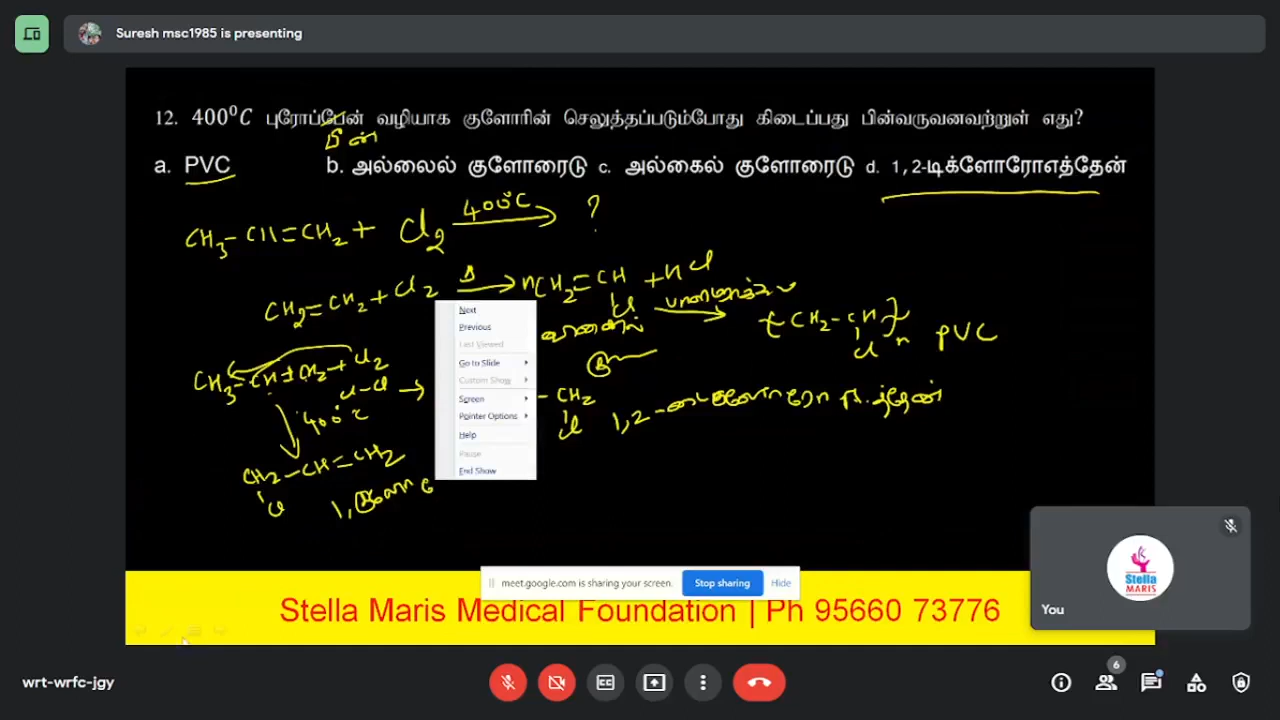 Suresh msc1985 is presenting
12. 400⁰C புரோப்பேன் வழியாக குளோரின் செலுத்தப்படும்போது கிடைப்பது பின்வருவனவற்றுள் எது?
பீன்
a. PVC b. அல்லைல் குளோரைடு c. அல்கைல் குளோரைடு d. 1,2-டிக்ளோரோஎத்தேன்
CH3-CH=CH2 + Cl2 400°C ?
CH2=CH2 + Cl2 Δ nCH2=CH + HCl
Cl
{CH2-CH}n PVC
Cl
CH3-CH=CH2 + Cl2
Cl-Cl
-CH2
Cl
1,2-
400°C
CH2-CH=CH2
Cl
Next
Previous
Last Viewed
Go to Slide
Custom Show
Screen
Pointer Options
Help
Pause
End Show
meet.google.com is sharing your screen. Stop sharing Hide
Stella Maris Medical Foundation | Ph 95660 73776
Stella
MARIS
You
wrt-wrfc-jgy
6